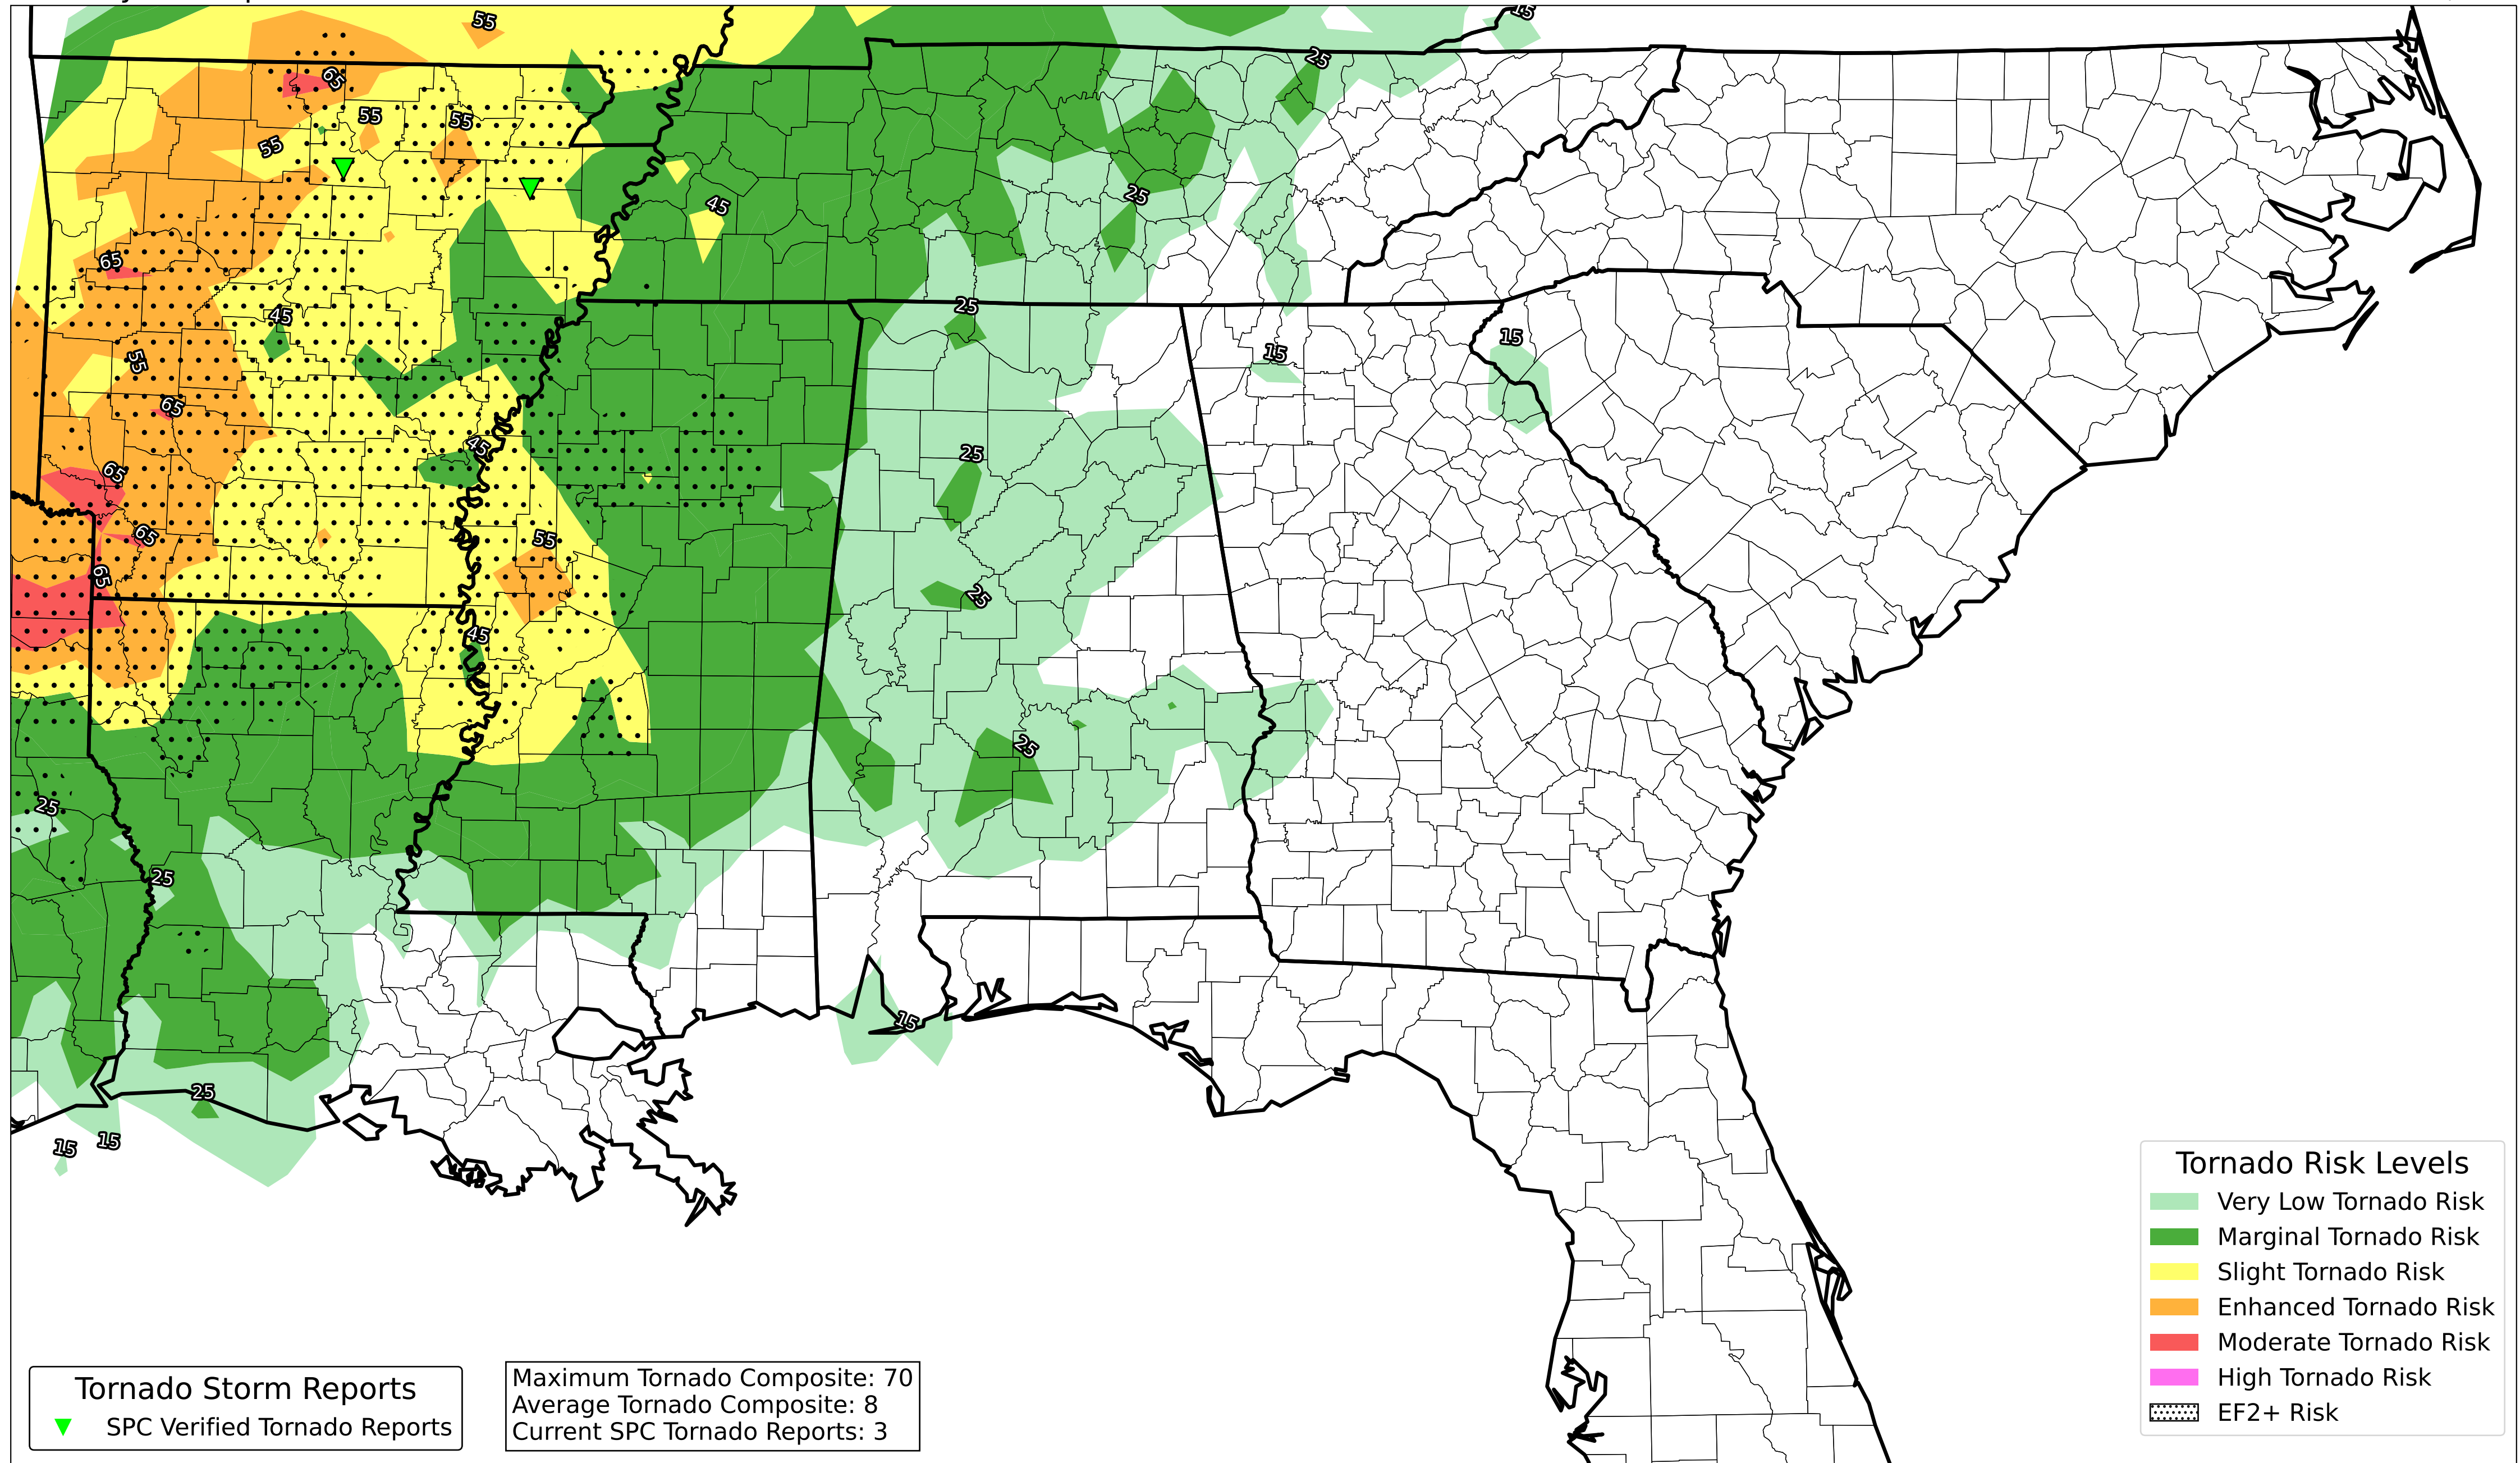 55
15
65
25
55
55
55
25
45
65
25
45
15
55
15
65
45
25
65
55
65
65
25
45
25
25
25
15
25
15
15
Tornado Risk Levels
Very Low Tornado Risk
Marginal Tornado Risk
Slight Tornado Risk
Enhanced Tornado Risk
Moderate Tornado Risk
High Tornado Risk
EF2+ Risk
Tornado Storm Reports
SPC Verified Tornado Reports
Maximum Tornado Composite: 70
Average Tornado Composite: 8
Current SPC Tornado Reports: 3